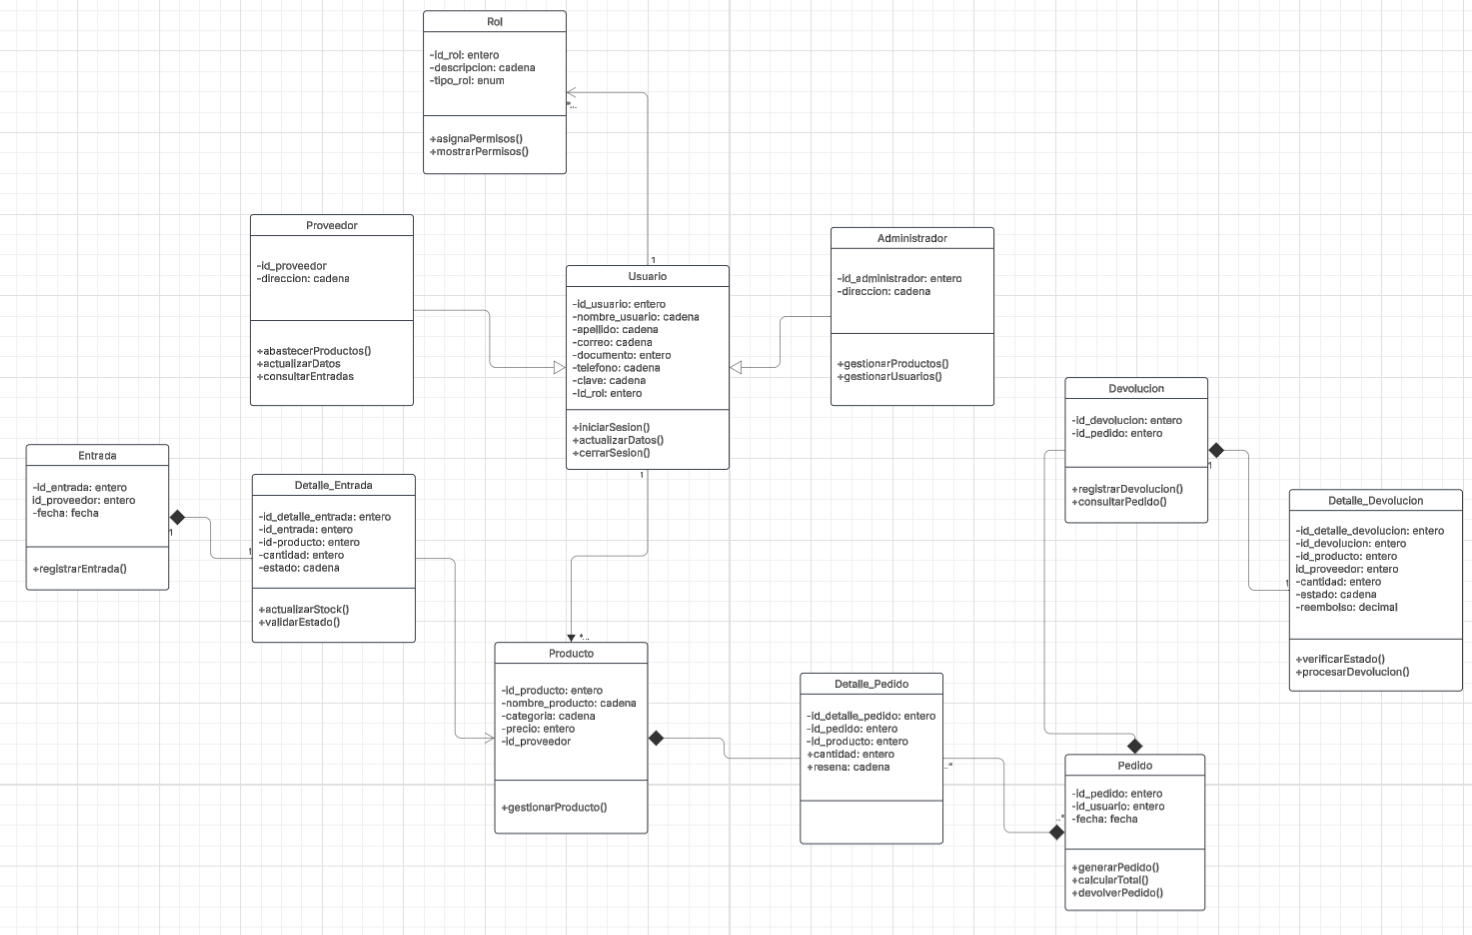 Rol
-id_rol: entero
-descripcion: cadena
-tipo_rol: enum
*...
+asignaPermisos()
+mostrarPermisos()
Proveedor
-id_proveedor
-direccion: cadena
+abastecerProductos()
+actualizarDatos
+consultarEntradas
1
Usuario
-id_usuario: entero
-nombre_usuario: cadena
-apellido: cadena
-correo: cadena
-documento: entero
-telefono: cadena
-clave: cadena
-id_rol: entero
+iniciarSesion()
+actualizarDatos()
+cerrarSesion()
1
Administrador
-id_administrador: entero
-direccion: cadena
+gestionarProductos()
+gestionarUsuarios()
Devolucion
-id_devolucion: entero
-id_pedido: entero
1
+registrarDevolucion()
+consultarPedido()
Entrada
-id_entrada: entero
id_proveedor: entero
-fecha: fecha
1
+registrarEntrada()
1
Detalle_Entrada
-id_detalle_entrada: entero
-id_entrada: entero
-id-producto: entero
-cantidad: entero
-estado: cadena
+actualizarStock()
+validarEstado()
Detalle_Devolucion
-id_detalle_devolucion: entero
-id_devolucion: entero
-id_producto: entero
id_proveedor: entero
-cantidad: entero
-estado: cadena
-reembolso: decimal
1
+verificarEstado()
+procesarDevolucion()
*...
Producto
-id_producto: entero
-nombre_producto: cadena
-categoria: cadena
-precio: entero
-id_proveedor
+gestionarProducto()
Detalle_Pedido
-id_detalle_pedido: entero
-id_pedido: entero
-id_producto: entero
+cantidad: entero
+resena: cadena
..*
Pedido
-id_pedido: entero
-id_usuario: entero
-fecha: fecha
..*
+generarPedido()
+calcularTotal()
+devolverPedido()